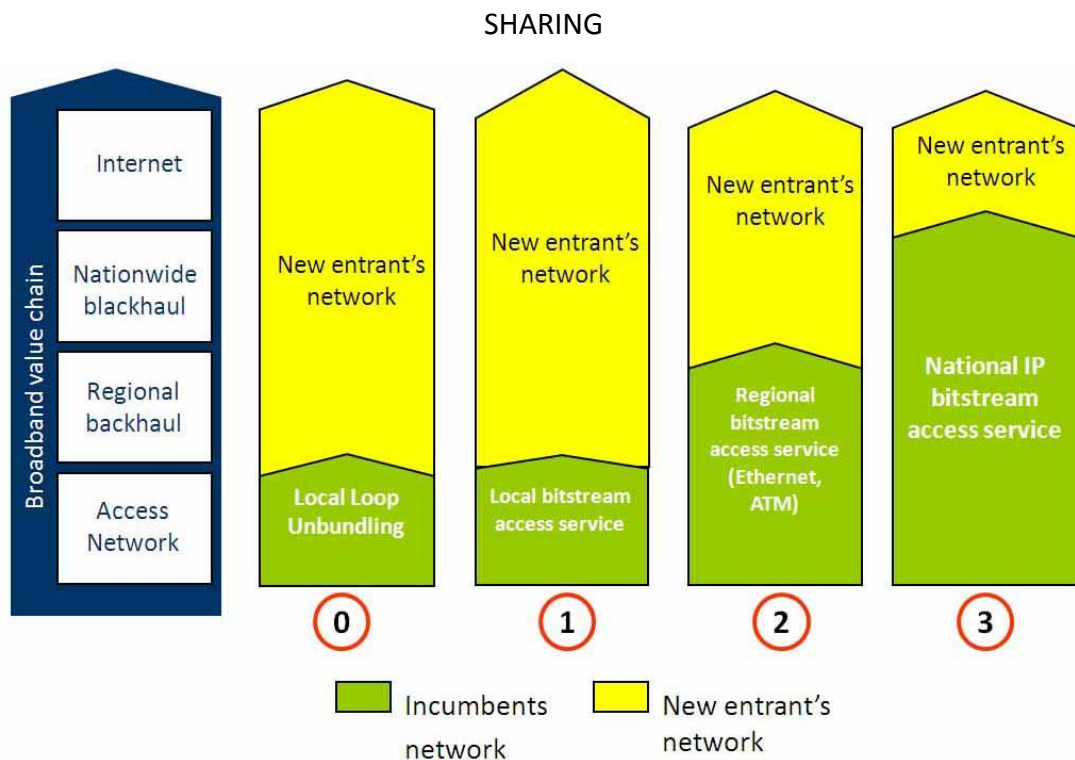 SHARING
Broadband value chain
Internet
Nationwide
blackhaul
Regional
backhaul
Access
Network
New entrant's
network
Local Loop
Unbundling
0
New entrant's
network
Local bitstream
access service
1
New entrant's
network
Regional
bitstream
access service
(Ethernet,
ATM)
2
New entrant's
network
National IP
bitstream
access service
3
Incumbents
network
New entrant's
network